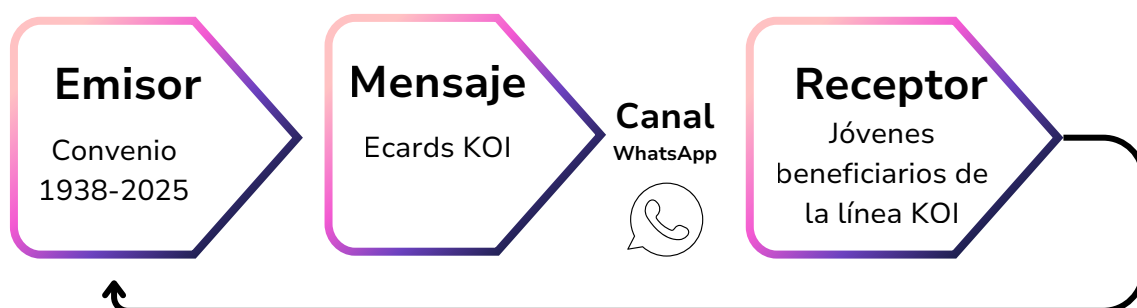 Emisor
Convenio
1938-2025
Mensaje
Ecards KOI
Canal
WhatsApp
Receptor
Jóvenes
beneficiarios de
la línea KOI